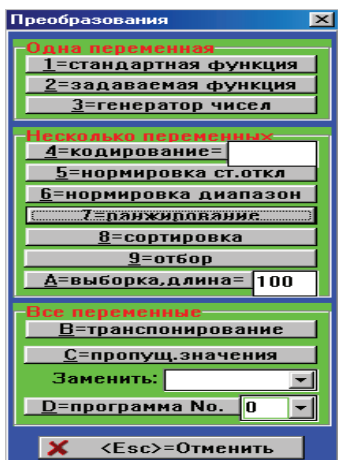 Преобразования
Одна переменная
1=стандартная функция
2=задаваемая функция
3=генератор чисел
Несколько переменных
4=кодирование=
5=нормировка ст.откл
6=нормировка диапазон
7=ранжирование
8=сортировка
9=отбор
A=выборка,длина= 100
Все переменные
B=транспонирование
C=пропущ.значения
Заменить:
D=программа No. 0
<Esc>=Отменить